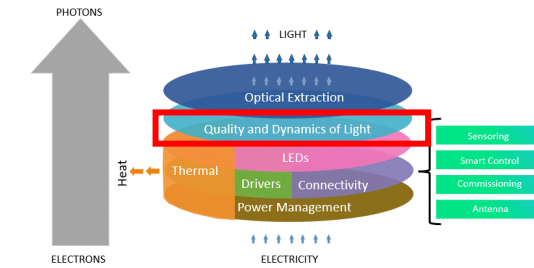 PHOTONS
LIGHT
Optical Extraction
Quality and Dynamics of Light
Sensoring
LEDs
Smart Control
Heat
Thermal
Drivers
Connectivity
Commissioning
Power Management
Antenna
ELECTRONS
ELECTRICITY